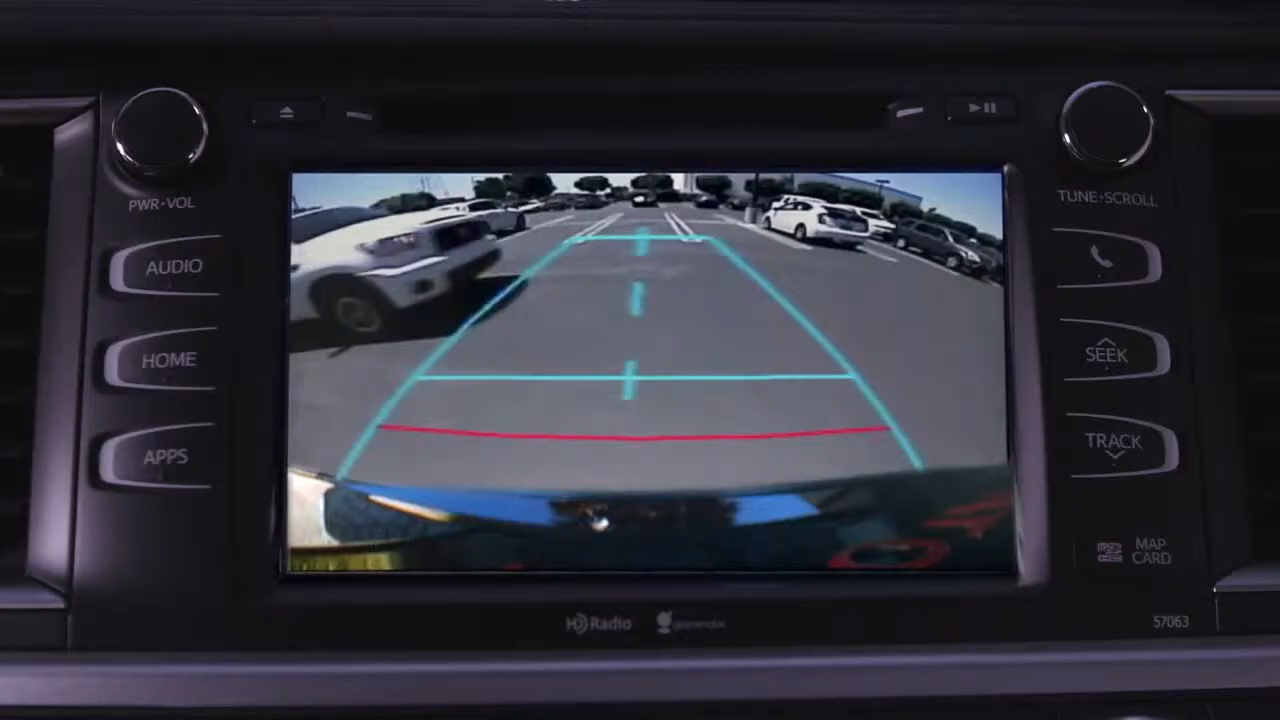 PWR•VOL
AUDIO
HOME
APPS
TUNE•SCROLL
SEEK
TRACK
MAP
CARD
HD Radio
57063